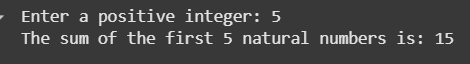 Enter a positive integer: 5
The sum of the first 5 natural numbers is: 15